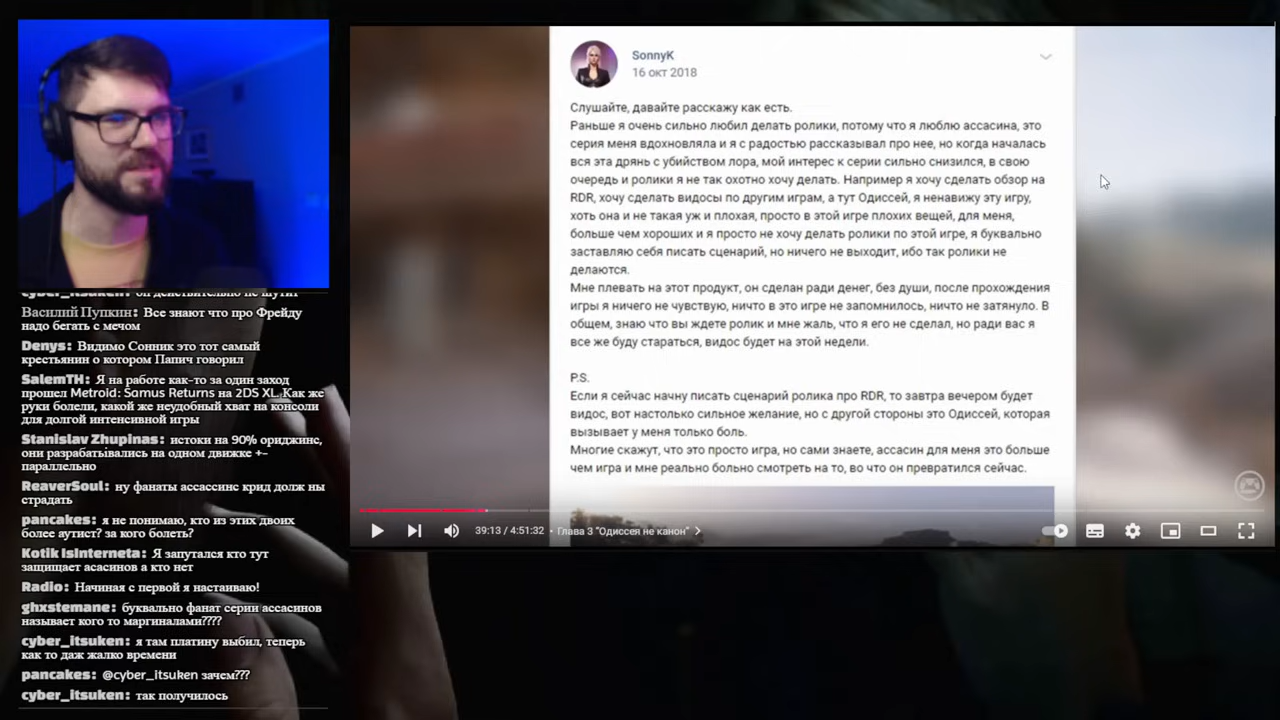 SonnyK
16 окт 2018
Слушайте, давайте расскажу как есть.
Раньше я очень сильно любил делать ролики, потому что я люблю ассасина, это
серия меня вдохновляла и я с радостью рассказывал про нее, но когда началась
вся эта дрянь с убийством лора, мой интерес к серии сильно снизился, в свою
очередь и ролики я не так охотно хочу делать. Например я хочу сделать обзор на
RDR, хочу сделать видосы по другим играм, а тут Одиссей, я ненавижу эту игру,
хоть она и не такая уж и плохая, просто в этой игре плохих вещей, для меня,
больше чем хороших и я просто не хочу делать ролики по этой игре, я буквально
заставляю себя писать сценарий, но ничего не выходит, ибо так ролики не
делаются.
Мне плевать на этот продукт, он сделан ради денег, без души, после прохождения
игры я ничего не чувствую, ничто в это игре не запомнилось, ничто не затянуло. В
общем, знаю что вы ждете ролик и мне жаль, что я его не сделал, но ради вас я
все же буду стараться, видос будет на этой недели.
P.S.
Если я сейчас начну писать сценарий ролика про RDR, то завтра вечером будет
видос, вот настолько сильное желание, но с другой стороны это Одиссей, которая
вызывает у меня только боль.
Многие скажут, что это просто игра, но сами знаете, ассасин для меня это больше
чем игра и мне реально больно смотреть на то, во что он превратился сейчас.
39:13 / 4:51:32 • Глава 3 "Одиссея не канон"
cyber_itsuken: он действительно не шутит
Василий Пупкин: Все знают что про Фрейду
надо бегать с мечом
Denys: Видимо Сонник это тот самый
крестьянин о котором Папич говорил
SalemTH: Я на работе как-то за один заход
прошел Metroid: Samus Returns на 2DS XL. Как же
руки болели, какой же неудобный хват на консоли
для долгой интенсивной игры
Stanislav Zhupinas: истоки на 90% ориджинс,
они разрабатывались на одном движке +-
параллельно
ReaverSoul: ну фанаты ассассинс крид долж ны
страдать
pancakes: я не понимаю, кто из этих двоих
более аутист? за кого болеть?
Kotik Isinterneta: Я запутался кто тут
защищает асасинов а кто нет
Radio: Начиная с первой я настаиваю!
ghxstemane: буквально фанат серии ассасинов
называет кого то маргиналами????
cyber_itsuken: я там платину выбил, теперь
как то даж жалко времени
pancakes: @cyber_itsuken зачем???
cyber_itsuken: так получилось